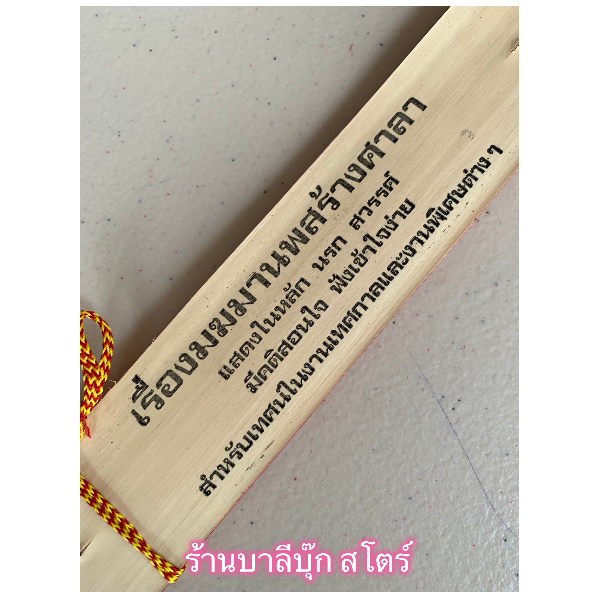 เรื่องมฆมานพสร้างศาลา
แสดงในหลัก นรก สวรรค์
มีคติสอนใจ ฟังเข้าใจง่าย
สำหรับเทศน์ในงานเทศกาลและงานพิเศษต่าง ๆ
ร้านบาลีบุ๊ก สโตร์